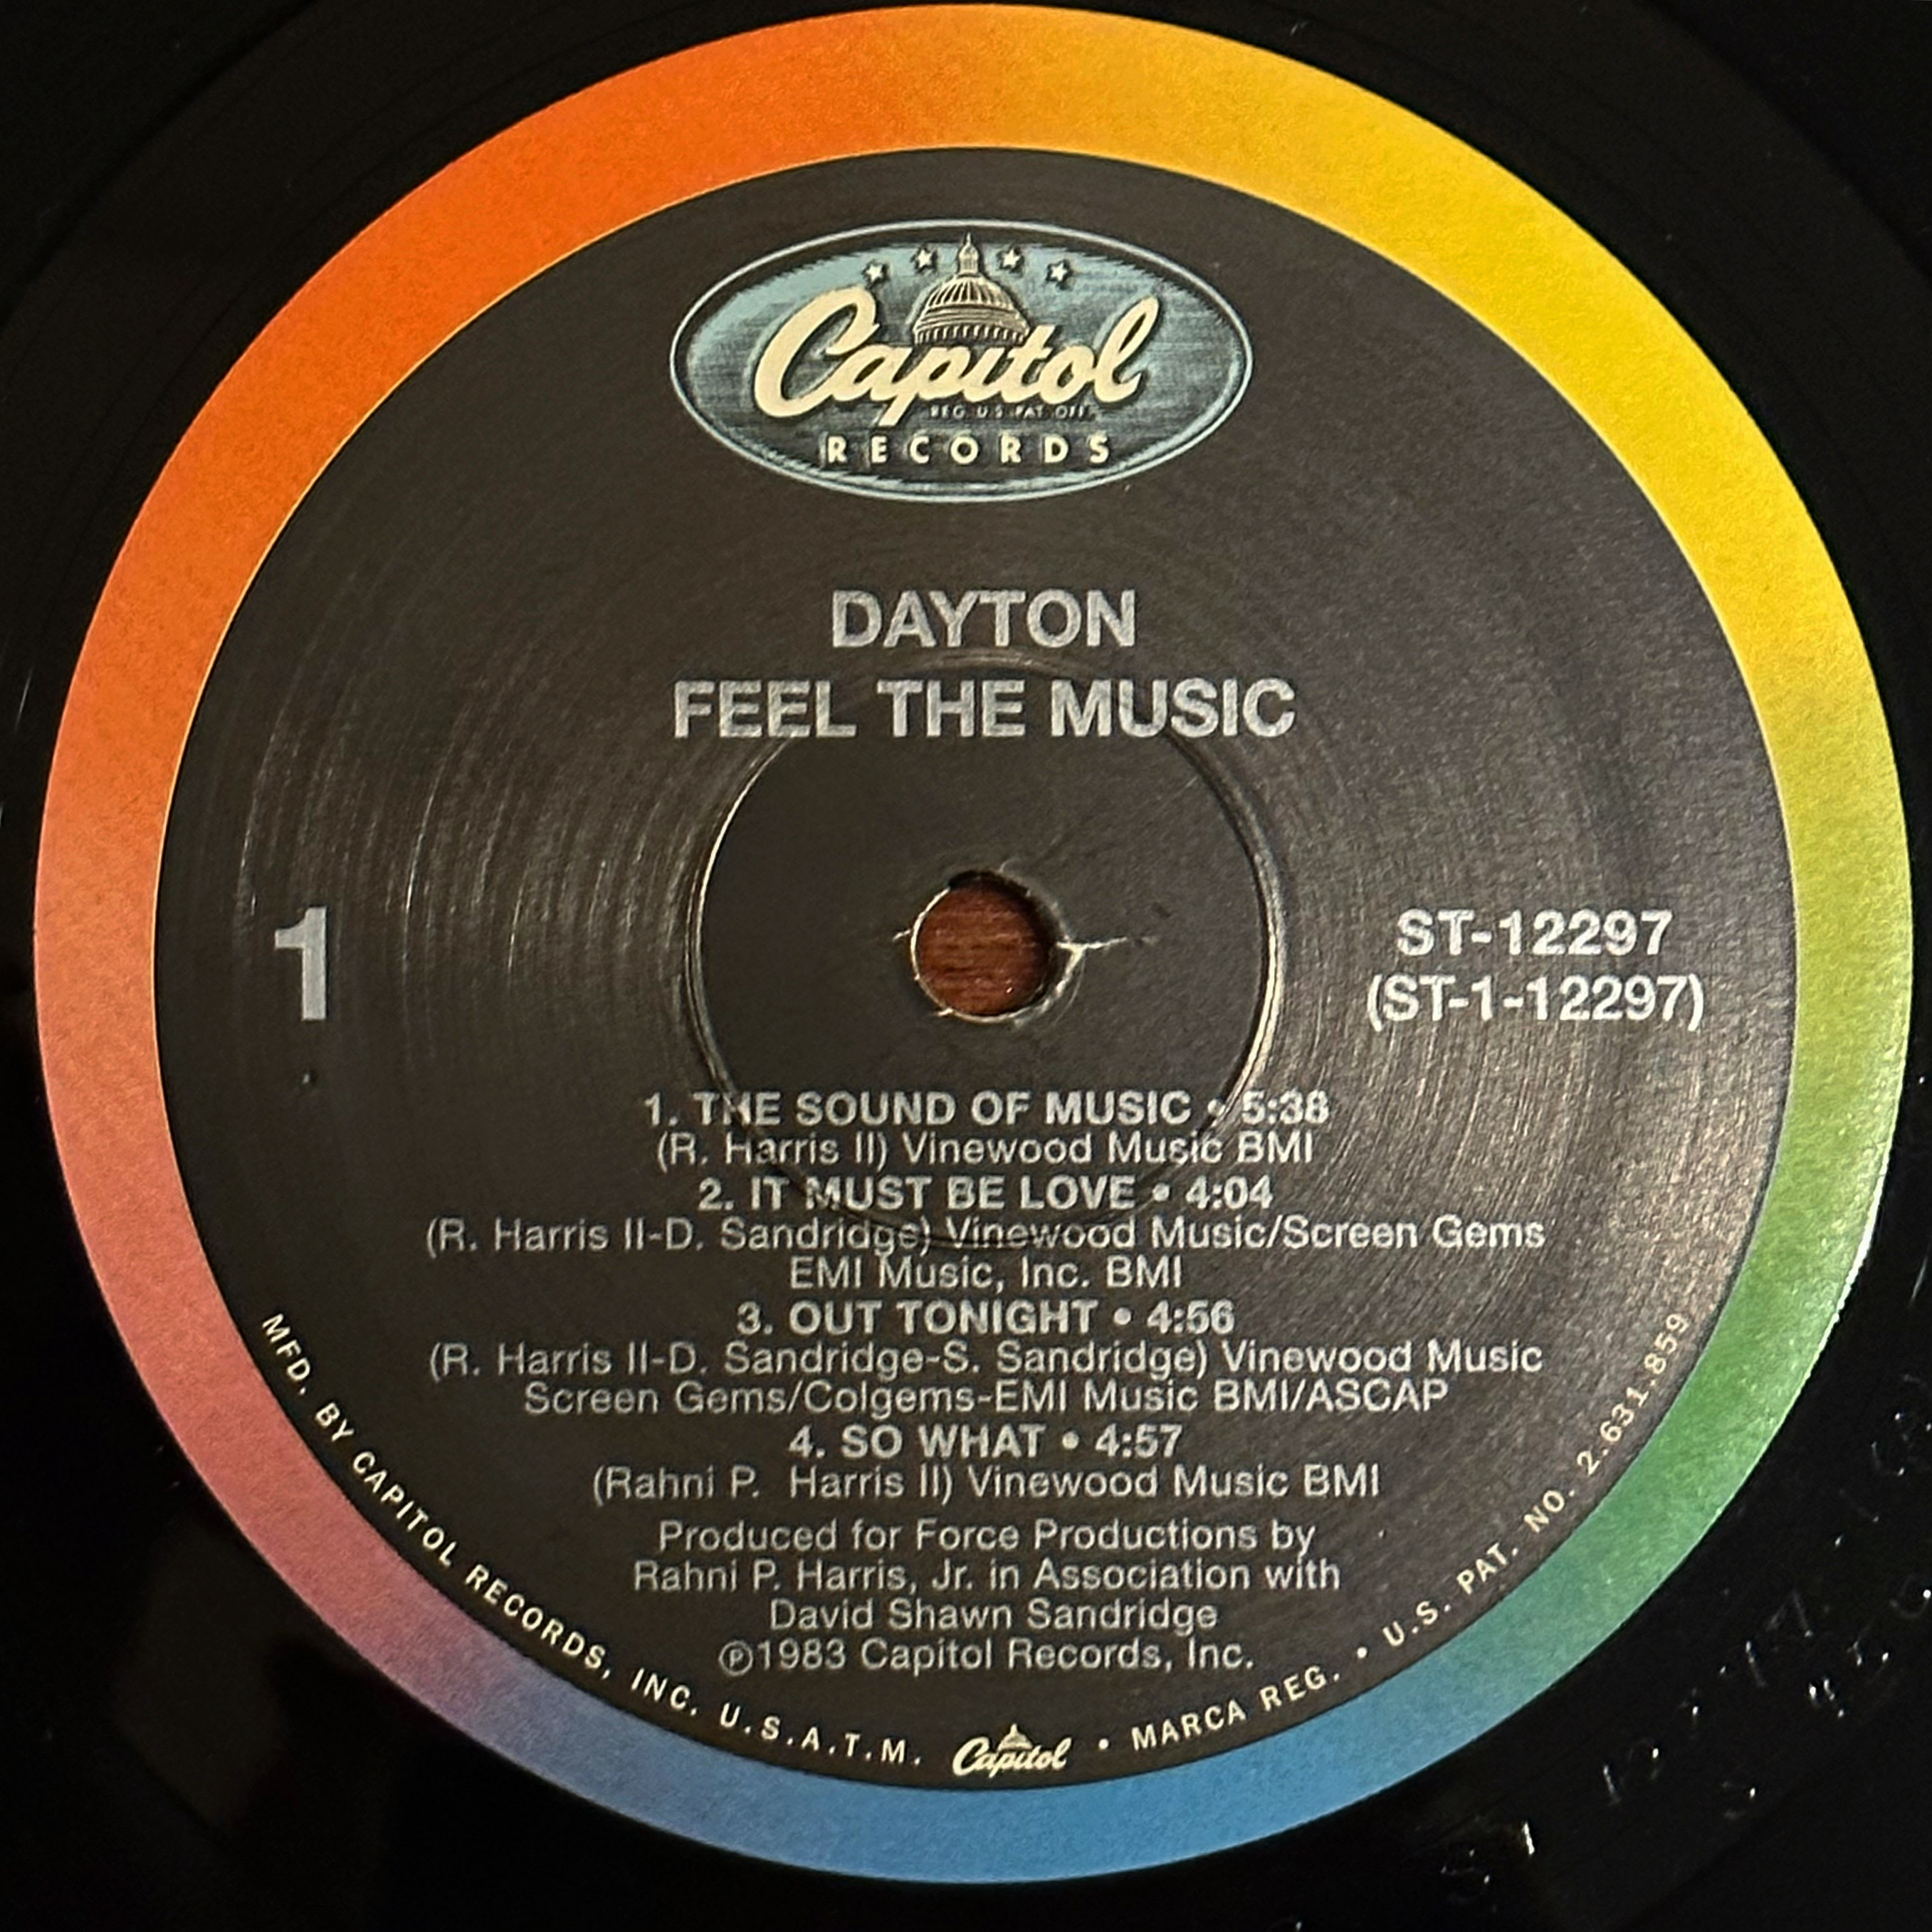 Capitol
REG. U.S. PAT. OFF.
RECORDS
DAYTON
FEEL THE MUSIC
1
ST-12297
(ST-1-12297)
1. THE SOUND OF MUSIC • 5:38
(R. Harris II) Vinewood Music BMI
2. IT MUST BE LOVE • 4:04
(R. Harris II-D. Sandridge) Vinewood Music/Screen Gems
EMI Music, Inc. BMI
3. OUT TONIGHT • 4:56
(R. Harris II-D. Sandridge-S. Sandridge) Vinewood Music
Screen Gems/Colgems-EMI Music BMI/ASCAP
4. SO WHAT • 4:57
(Rahni P. Harris II) Vinewood Music BMI
Produced for Force Productions by
Rahni P. Harris, Jr. in Association with
David Shawn Sandridge
℗1983 Capitol Records, Inc.
MFD. BY CAPITOL RECORDS, INC. U.S.A. T.M. Capitol • MARCA REG. • U.S. PAT. NO. 2.631.859